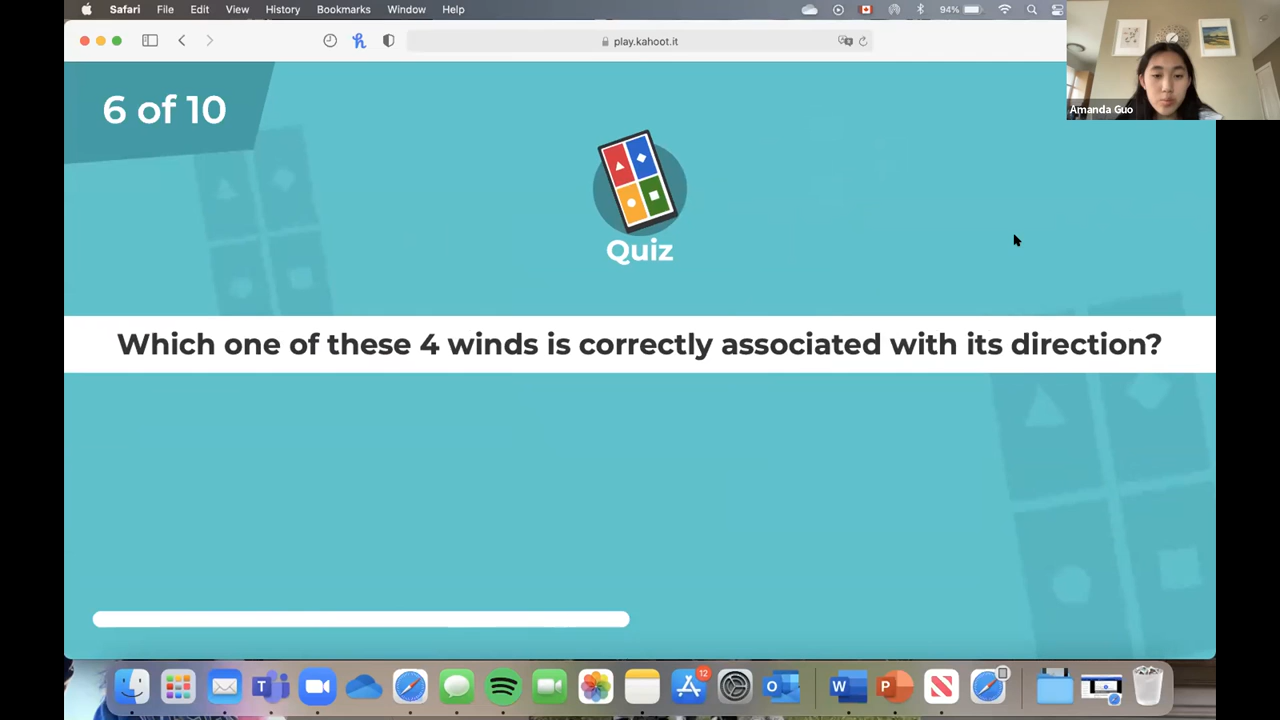 Safari File Edit View History Bookmarks Window Help 94%
play.kahoot.it
Amanda Guo
6 of 10
Quiz
Which one of these 4 winds is correctly associated with its direction?
12